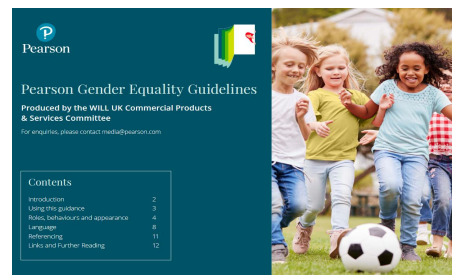 Pearson
Pearson Gender Equality Guidelines
Produced by the WILL UK Commercial Products
& Services Committee
For enquiries, please contact media@pearson.com
Contents
Introduction 2
Using this guidance 3
Roles, behaviours and appearance 4
Language 8
Referencing 11
Links and Further Reading 12